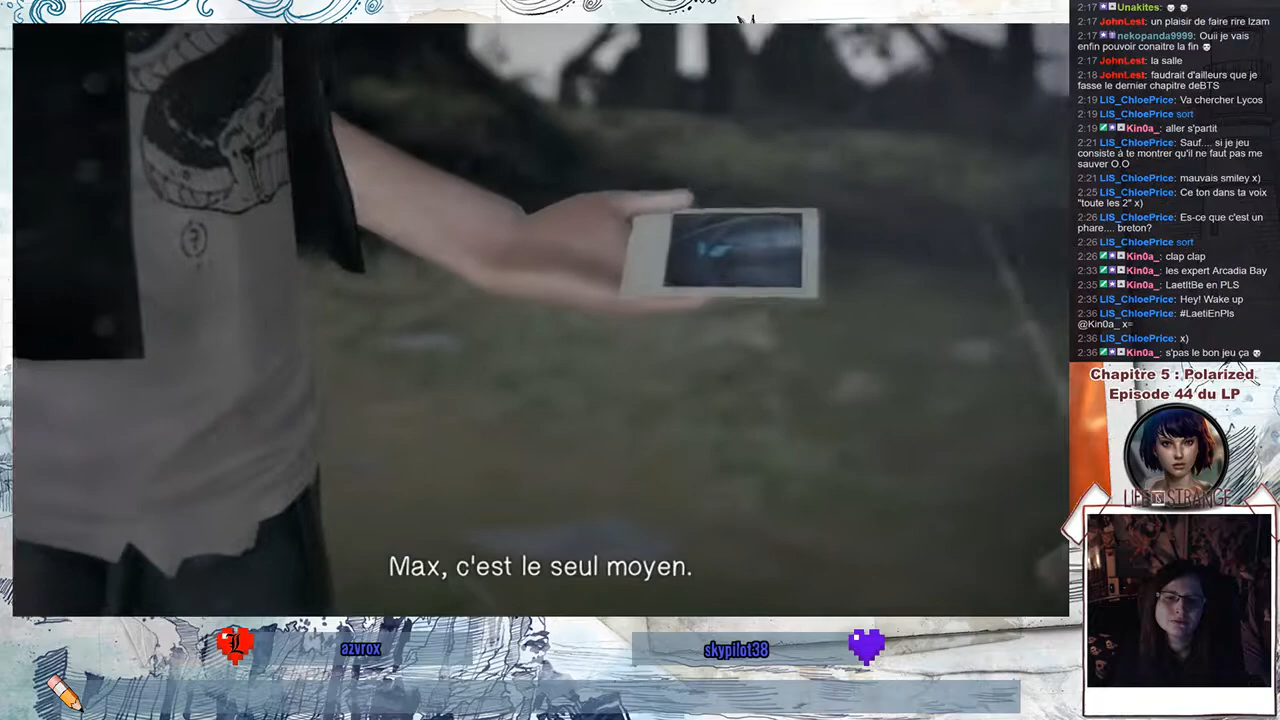 2:17 Unakites:
2:17 JohnLest: un plaisir de faire rire Izam
2:17 nekopanda9999: Ouii je vais
enfin pouvoir conaitre la fin
2:17 JohnLest: la salle
2:18 JohnLest: faudrait d'ailleurs que je
fasse le dernier chapitre deBTS
2:19 LIS_ChloePrice: Va chercher Lycos
2:19 LIS_ChloePrice sort
2:19 Kin0a_: aller s'partit
2:21 LIS_ChloePrice: Sauf.... si je jeu
consiste à te montrer qu'il ne faut pas me
sauver O.O
2:21 LIS_ChloePrice: mauvais smiley x)
2:25 LIS_ChloePrice: Ce ton dans ta voix
"toute les 2" x)
2:26 LIS_ChloePrice: Es-ce que c'est un
phare.... breton?
2:26 LIS_ChloePrice sort
2:26 Kin0a_: clap clap
2:33 Kin0a_: les expert Arcadia Bay
2:35 Kin0a_: LaetItBe en PLS
2:35 LIS_ChloePrice: Hey! Wake up
2:36 LIS_ChloePrice: #LaetiEnPls
@Kin0a_ x=
2:36 LIS_ChloePrice: x)
2:36 Kin0a_: s'pas le bon jeu ça
Chapitre 5 : Polarized
Episode 44 du LP
LIFE IS STRANGE
Max, c'est le seul moyen.
L
azvrox
skypilot38